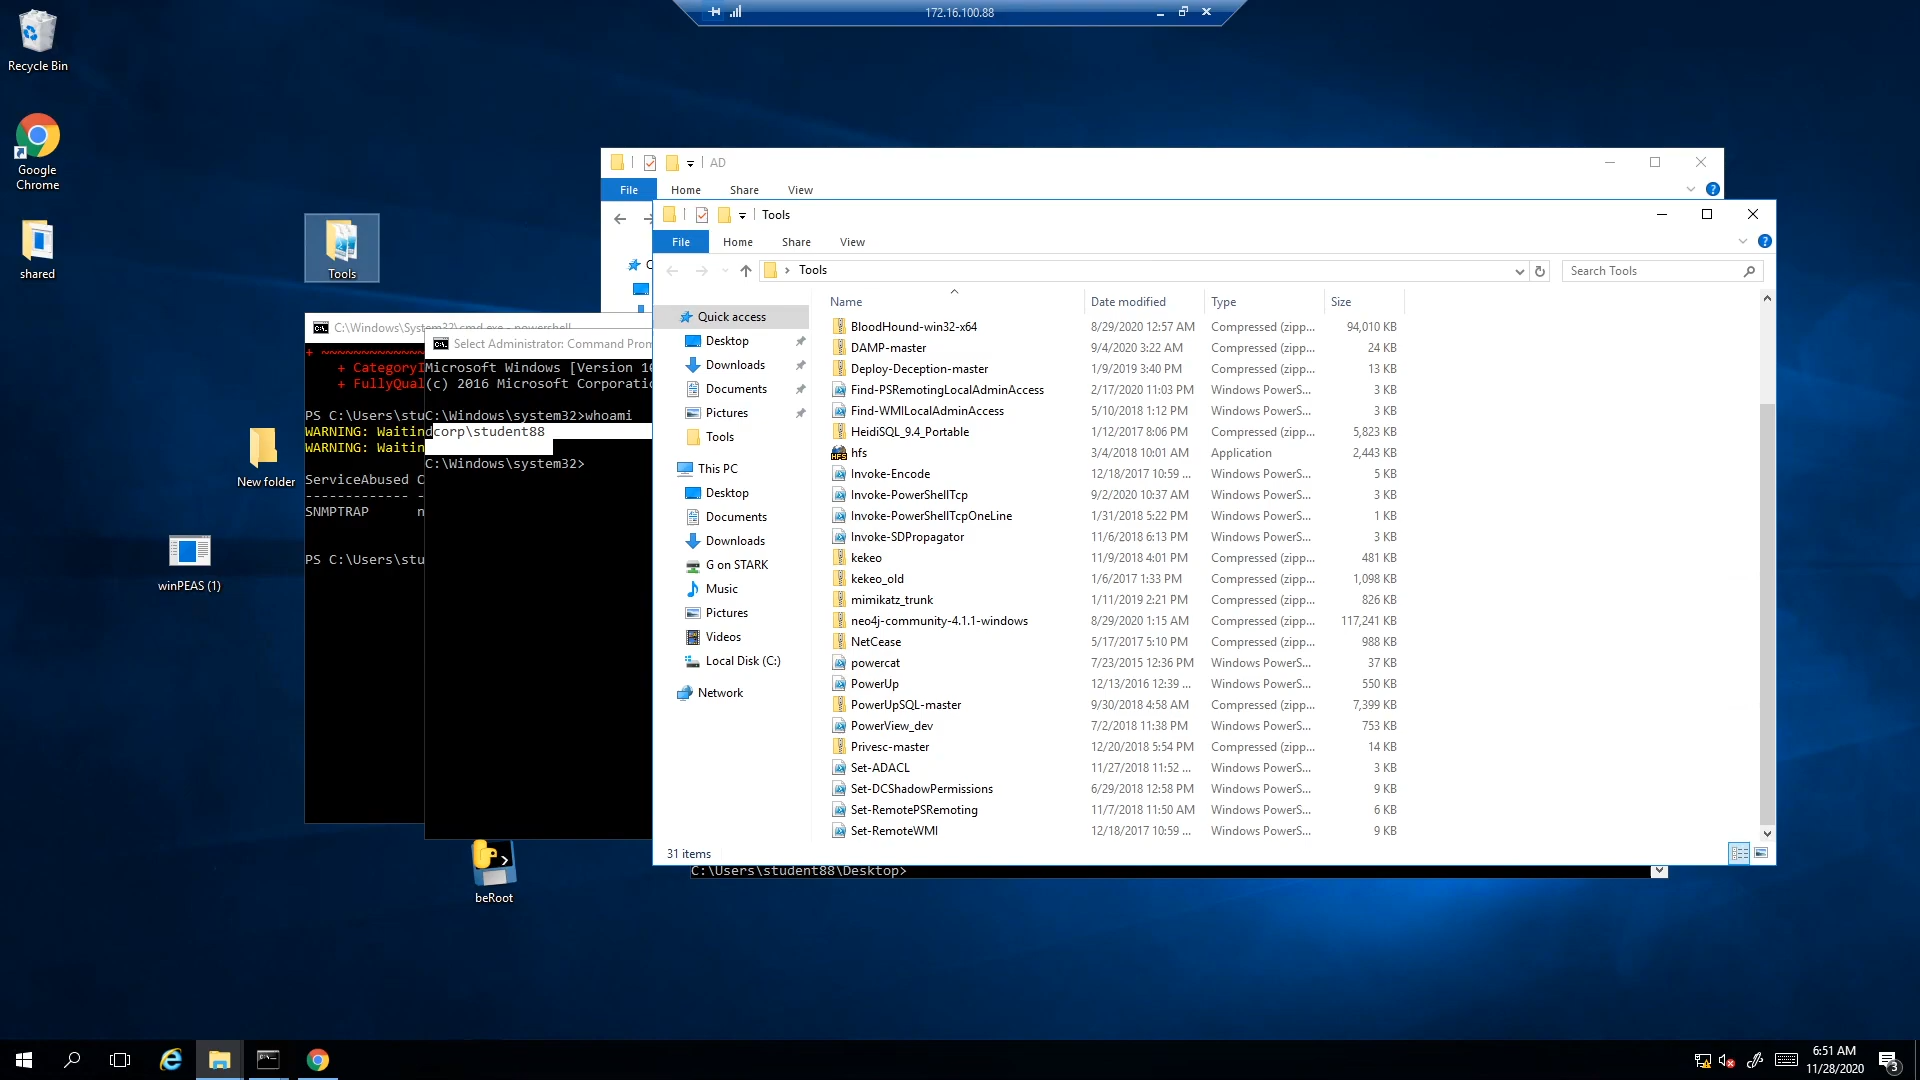 172.16.100.88
Recycle Bin
Google
Chrome
shared
Tools
New folder
winPEAS (1)
beRoot
AD
File Home Share View
C:\Windows\System32\cmd.exe - powershell
+ ~~~~~~~~~~~~~
+ CategoryI
+ FullyQual
PS C:\Users\stu
WARNING: Waitin
WARNING: Waitin
ServiceAbused C
------------- -
SNMPTRAP n
PS C:\Users\stu
Select Administrator: Command Prom
Microsoft Windows [Version 10
(c) 2016 Microsoft Corporatio
C:\Windows\system32>whoami
dcorp\student88
C:\Windows\system32>
Tools
File Home Share View
Tools
Search Tools
Quick access
Desktop
Downloads
Documents
Pictures
Tools
This PC
Desktop
Documents
Downloads
G on STARK
Music
Pictures
Videos
Local Disk (C:)
Network
Name Date modified Type Size
BloodHound-win32-x64 8/29/2020 12:57 AM Compressed (zipp... 94,010 KB
DAMP-master 9/4/2020 3:22 AM Compressed (zipp... 24 KB
Deploy-Deception-master 1/9/2019 3:40 PM Compressed (zipp... 13 KB
Find-PSRemotingLocalAdminAccess 2/17/2020 11:03 PM Windows PowerS... 3 KB
Find-WMILocalAdminAccess 5/10/2018 1:12 PM Windows PowerS... 3 KB
HeidiSQL_9.4_Portable 1/12/2017 8:06 PM Compressed (zipp... 5,823 KB
hfs 3/4/2018 10:01 AM Application 2,443 KB
Invoke-Encode 12/18/2017 10:59 ... Windows PowerS... 5 KB
Invoke-PowerShellTcp 9/2/2020 10:37 AM Windows PowerS... 3 KB
Invoke-PowerShellTcpOneLine 1/31/2018 5:22 PM Windows PowerS... 1 KB
Invoke-SDPropagator 11/6/2018 6:13 PM Windows PowerS... 3 KB
kekeo 11/9/2018 4:01 PM Compressed (zipp... 481 KB
kekeo_old 1/6/2017 1:33 PM Compressed (zipp... 1,098 KB
mimikatz_trunk 1/11/2019 2:21 PM Compressed (zipp... 826 KB
neo4j-community-4.1.1-windows 8/29/2020 1:15 AM Compressed (zipp... 117,241 KB
NetCease 5/17/2017 5:10 PM Compressed (zipp... 988 KB
powercat 7/23/2015 12:36 PM Windows PowerS... 37 KB
PowerUp 12/13/2016 12:39 ... Windows PowerS... 550 KB
PowerUpSQL-master 9/30/2018 4:58 AM Compressed (zipp... 7,399 KB
PowerView_dev 7/2/2018 11:38 PM Windows PowerS... 753 KB
Privesc-master 12/20/2018 5:54 PM Compressed (zipp... 14 KB
Set-ADACL 11/27/2018 11:52 ... Windows PowerS... 3 KB
Set-DCShadowPermissions 6/29/2018 12:58 PM Windows PowerS... 9 KB
Set-RemotePSRemoting 11/7/2018 11:50 AM Windows PowerS... 6 KB
Set-RemoteWMI 12/18/2017 10:59 ... Windows PowerS... 9 KB
31 items
C:\Users\student88\Desktop>
6:51 AM
11/28/2020
3